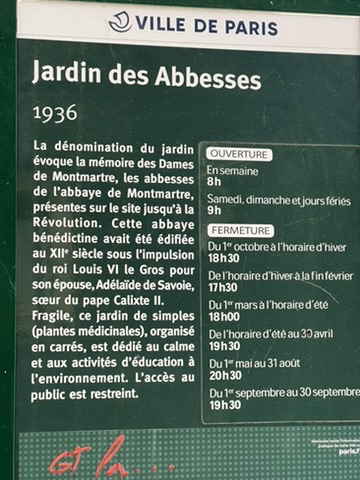 VILLE DE PARIS
Jardin des Abbesses
1936
La dénomination du jardin
évoque la mémoire des Dames
de Montmartre, les abbesses
de l'abbaye de Montmartre,
présentes sur le site jusqu'à la
Révolution. Cette abbaye
bénédictine avait été édifiée
au XIIe siècle sous l'impulsion
du roi Louis VI le Gros pour
son épouse, Adélaïde de Savoie,
sœur du pape Calixte II.
Fragile, ce jardin de simples
(plantes médicinales), organisé
en carrés, est dédié au calme
et aux activités d'éducation à
l'environnement. L'accès au
public est restreint.
OUVERTURE
En semaine
8h
Samedi, dimanche et jours fériés
9h
FERMETURE
Du 1er octobre à l'horaire d'hiver
18h30
De l'horaire d'hiver à la fin février
17h30
Du 1er mars à l'horaire d'été
18h00
De l'horaire d'été au 30 avril
19h30
Du 1er mai au 31 août
20h30
Du 1er septembre au 30 septembre
19h30
paris.f
GT la...